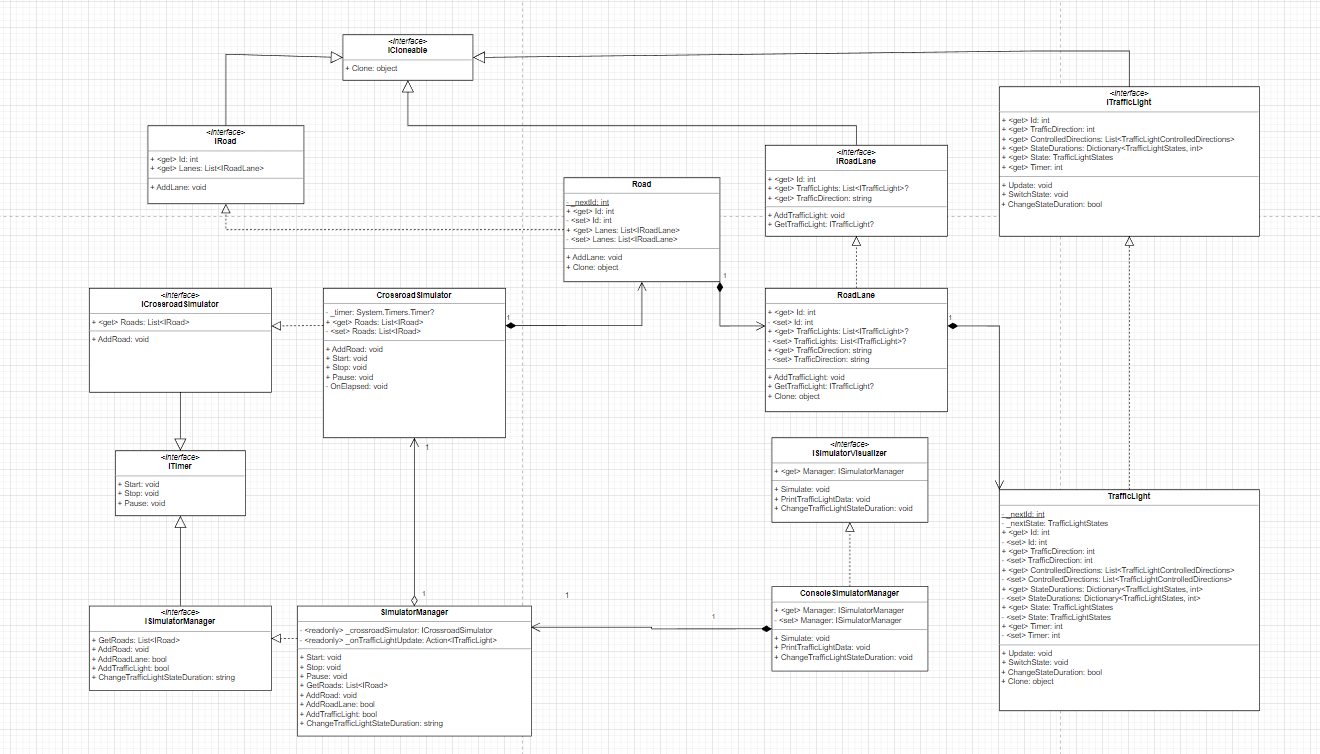 <interface>
ICloneable
+ Clone: object
<interface>
IRoad
+ <get> Id: int
+ <get> Lanes: List<IRoadLane>
+ AddLane: void
<interface>
IRoadLane
+ <get> Id: int
+ <get> TrafficLights: List<ITrafficLight>?
+ <get> TrafficDirection: string
+ AddTrafficLight: void
+ GetTrafficLight: ITrafficLight?
<interface>
ITrafficLight
+ <get> Id: int
+ <get> TrafficDirection: int
+ <get> ControlledDirections: List<TrafficLightControlledDirections>
+ <get> StateDurations: Dictionary<TrafficLightStates, int>
+ <get> State: TrafficLightStates
+ <get> Timer: int
+ Update: void
+ SwitchState: void
+ ChangeStateDuration: bool
Road
- _nextId: int
+ <get> Id: int
- <set> Id: int
+ <get> Lanes: List<IRoadLane>
- <set> Lanes: List<IRoadLane>
+ AddLane: void
+ Clone: object
1
<interface>
ICrossroadSimulator
+ <get> Roads: List<IRoad>
+ AddRoad: void
CrossroadSimulator
- _timer: System.Timers.Timer?
+ <get> Roads: List<IRoad>
- <set> Roads: List<IRoad>
+ AddRoad: void
+ Start: void
+ Stop: void
+ Pause: void
- OnElapsed: void
1
RoadLane
+ <get> Id: int
- <set> Id: int
+ <get> TrafficLights: List<ITrafficLight>?
- <set> TrafficLights: List<ITrafficLight>?
+ <get> TrafficDirection: string
- <set> TrafficDirection: string
+ AddTrafficLight: void
+ GetTrafficLight: ITrafficLight?
+ Clone: object
1
<interface>
ITimer
+ Start: void
+ Stop: void
+ Pause: void
1
<interface>
ISimulatorVisualizer
+ <get> Manager: ISimulatorManager
+ Simulate: void
+ PrintTrafficLightData: void
+ ChangeTrafficLightStateDuration: void
TrafficLight
- _nextId: int
- _nextState: TrafficLightStates
+ <get> Id: int
- <set> Id: int
+ <get> TrafficDirection: int
- <set> TrafficDirection: int
+ <get> ControlledDirections: List<TrafficLightControlledDirections>
- <set> ControlledDirections: List<TrafficLightControlledDirections>
+ <get> StateDurations: Dictionary<TrafficLightStates, int>
- <set> StateDurations: Dictionary<TrafficLightStates, int>
+ <get> State: TrafficLightStates
- <set> State: TrafficLightStates
+ <get> Timer: int
- <set> Timer: int
+ Update: void
+ SwitchState: void
+ ChangeStateDuration: bool
+ Clone: object
<interface>
ISimulatorManager
+ GetRoads: List<IRoad>
+ AddRoad: void
+ AddRoadLane: bool
+ AddTrafficLight: bool
+ ChangeTrafficLightStateDuration: string
1
SimulatorManager
- <readonly> _crossroadSimulator: ICrossroadSimulator
- <readonly> _onTrafficLightUpdate: Action<ITrafficLight>
+ Start: void
+ Stop: void
+ Pause: void
+ GetRoads: List<IRoad>
+ AddRoad: void
+ AddRoadLane: bool
+ AddTrafficLight: bool
+ ChangeTrafficLightStateDuration: string
1
1
ConsoleSimulatorManager
+ <get> Manager: ISimulatorManager
- <set> Manager: ISimulatorManager
+ Simulate: void
+ PrintTrafficLightData: void
+ ChangeTrafficLightStateDuration: void